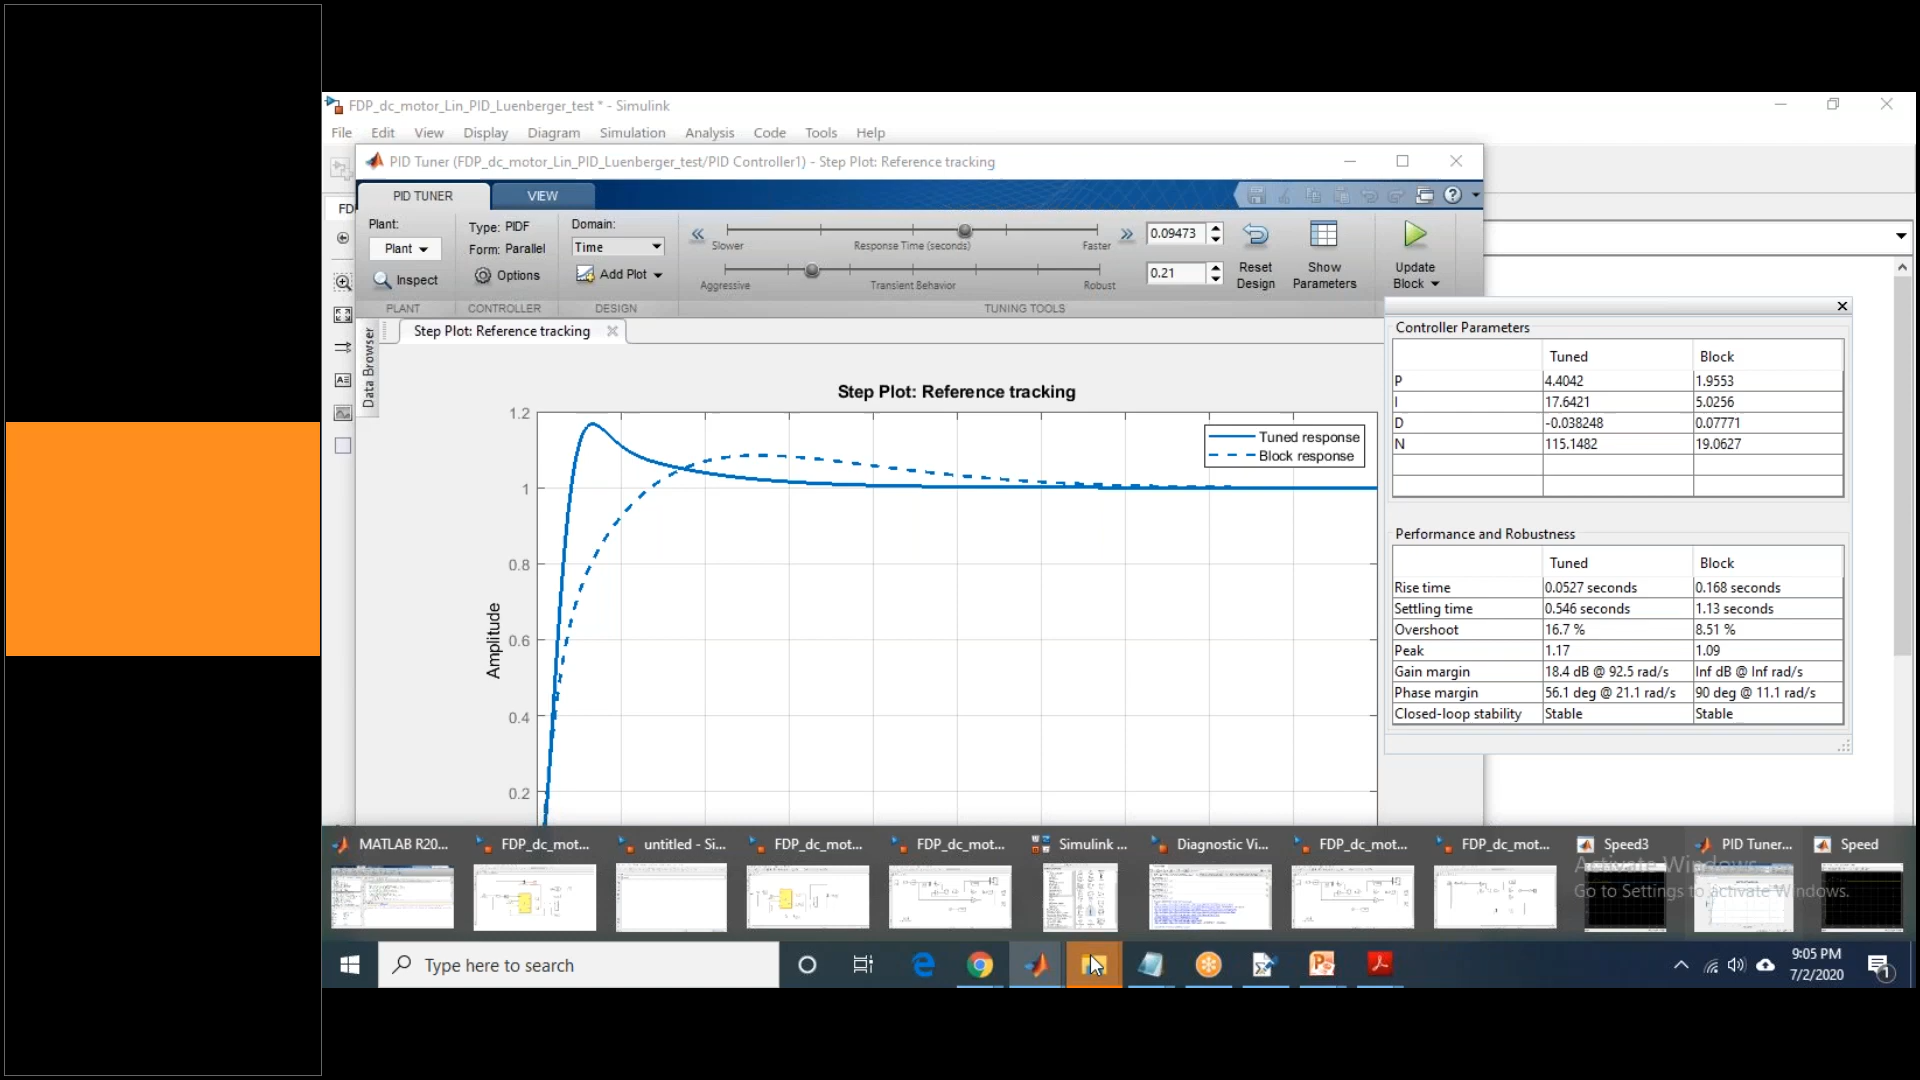 FDP_dc_motor_Lin_PID_Luenberger_test * - Simulink
File Edit View Display Diagram Simulation Analysis Code Tools Help
PID Tuner (FDP_dc_motor_Lin_PID_Luenberger_test/PID Controller1) - Step Plot: Reference tracking
PID TUNER VIEW
FD
Plant:
Plant
Inspect
PLANT
Type: PIDF
Form: Parallel
Options
CONTROLLER
Domain:
Time
Add Plot
DESIGN
Slower Response Time (seconds) Faster
0.09473
Aggressive Transient Behavior Robust
0.21
TUNING TOOLS
Reset
Design
Show
Parameters
Update
Block
Data Browser
Step Plot: Reference tracking
Step Plot: Reference tracking
1.2
1
0.8
0.6
0.4
0.2
Amplitude
Tuned response
Block response
Controller Parameters
Tuned Block
P 4.4042 1.9553
I 17.6421 5.0256
D -0.038248 0.07771
N 115.1482 19.0627
Performance and Robustness
Tuned Block
Rise time 0.0527 seconds 0.168 seconds
Settling time 0.546 seconds 1.13 seconds
Overshoot 16.7 % 8.51 %
Peak 1.17 1.09
Gain margin 18.4 dB @ 92.5 rad/s Inf dB @ Inf rad/s
Phase margin 56.1 deg @ 21.1 rad/s 90 deg @ 11.1 rad/s
Closed-loop stability Stable Stable
MATLAB R20... FDP_dc_mot... untitled - Si... FDP_dc_mot... FDP_dc_mot... Simulink ... Diagnostic Vi... FDP_dc_mot... FDP_dc_mot... Speed3 PID Tuner... Speed
Activate Windows
Go to Settings to activate Windows.
Type here to search
9:05 PM
7/2/2020
1